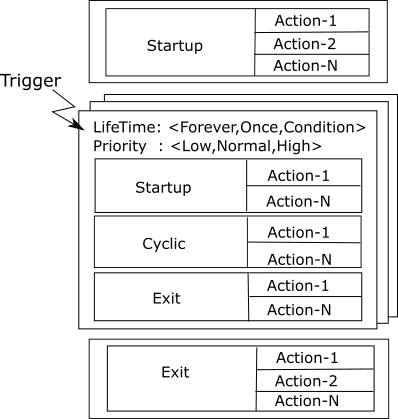 Action-1
Startup
Action-2
Action-N
Trigger
LifeTime: <Forever,Once,Condition>
Priority : <Low,Normal,High>
Action-1
Startup
Action-N
Action-1
Cyclic
Action-N
Action-1
Exit
Action-N
Action-1
Exit
Action-2
Action-N